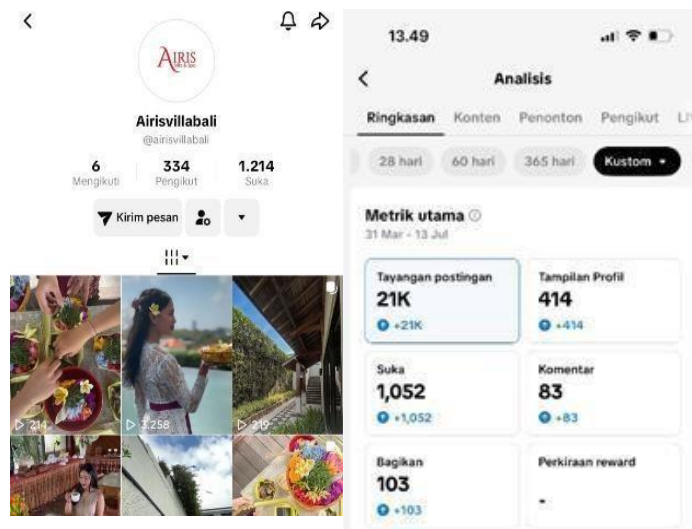 AIRIS
Airisvillabali
@airisvillabali
6
334
1.214
Mengikuti
Pengikut
Suka
Kirim pesan
214
3.258
219
13.49
Analisis
Ringkasan
Konten
Penonton
Pengikut
28 hari
60 hari
365 hari
Kustom
Metrik utama
31 Mar - 13 Jul
Tayangan postingan
21K
+21K
Tampilan Profil
414
+414
Suka
1,052
+1,052
Komentar
83
+83
Bagikan
103
+103
Perkiraan reward
-